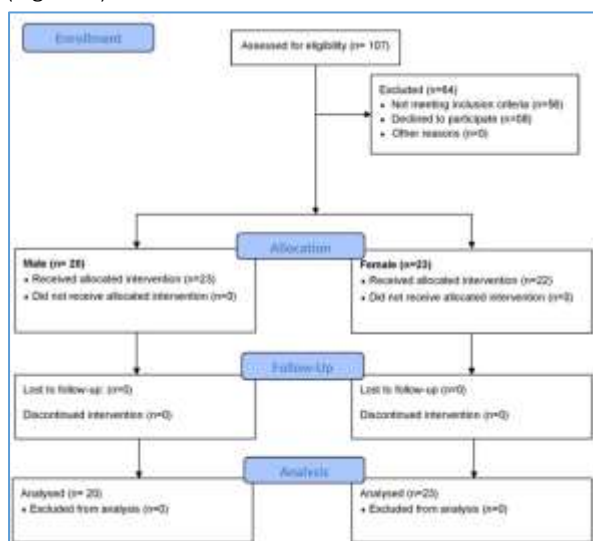 Enrollment
Assessed for eligibility (n= 107)
Excluded (n=64)
• Not meeting inclusion criteria (n=56)
• Declined to participate (n=08)
• Other reasons (n=0)
Allocation
Male (n= 20)
• Received allocated intervention (n=23)
• Did not receive allocated intervention (n=0)
Female (n=23)
• Received allocated intervention (n=22)
• Did not receive allocated intervention (n=0)
Follow-Up
Lost to follow-up: (n=0)
Discontinued intervention (n=0)
Lost to follow-up (n=0)
Discontinued intervention (n=0)
Analysis
Analysed (n= 20)
• Excluded from analysis (n=0)
Analysed (n=23)
• Excluded from analysis (n=0)